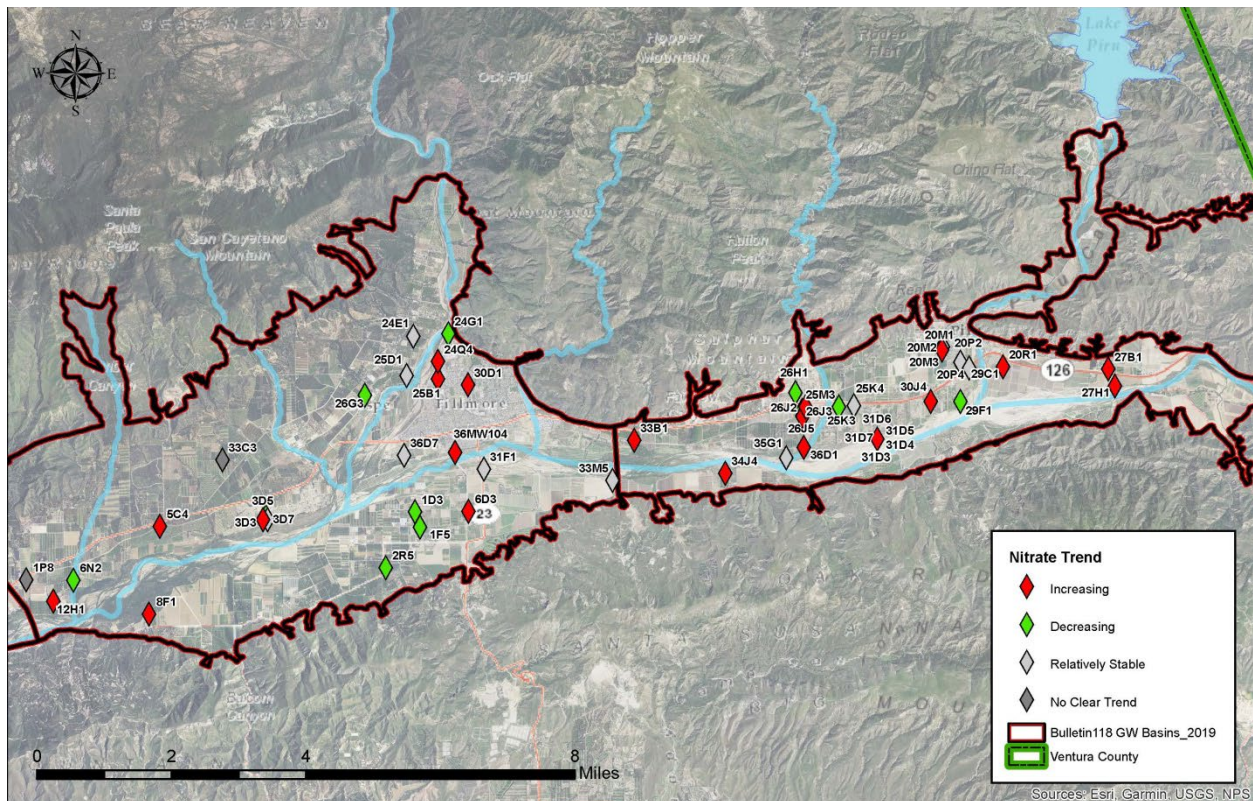 Lake
Piru
Hopper
Mountain
N
W E
S
Ock Flat
Chino Flat
Santa
Paula
Peak
San Cayetano
Mountain
Peak
24E1
24G1
24Q4
25D1
30D1
25B1
26G3
Fillmore
20M1
20M2
20M3
20P2
20P4
29C1
20R1
126
27B1
27H1
26H1
25M3
25K4
30J4
26J2
26J3
25K3
26J5
29F1
31D6
31D5
31D7
31D4
31D3
33B1
35G1
36D1
36D7
36MW104
31F1
33M5
34J4
33C3
3D5
3D3
3D7
5C4
1D3
1F5
6D3
23
2R5
1P8
6N2
12H1
8F1
Canyon
Nitrate Trend
Increasing
Decreasing
Relatively Stable
No Clear Trend
Bulletin118 GW Basins_2019
Ventura County
0 2 4 8
Miles
Sources: Esri, Garmin, USGS, NPS